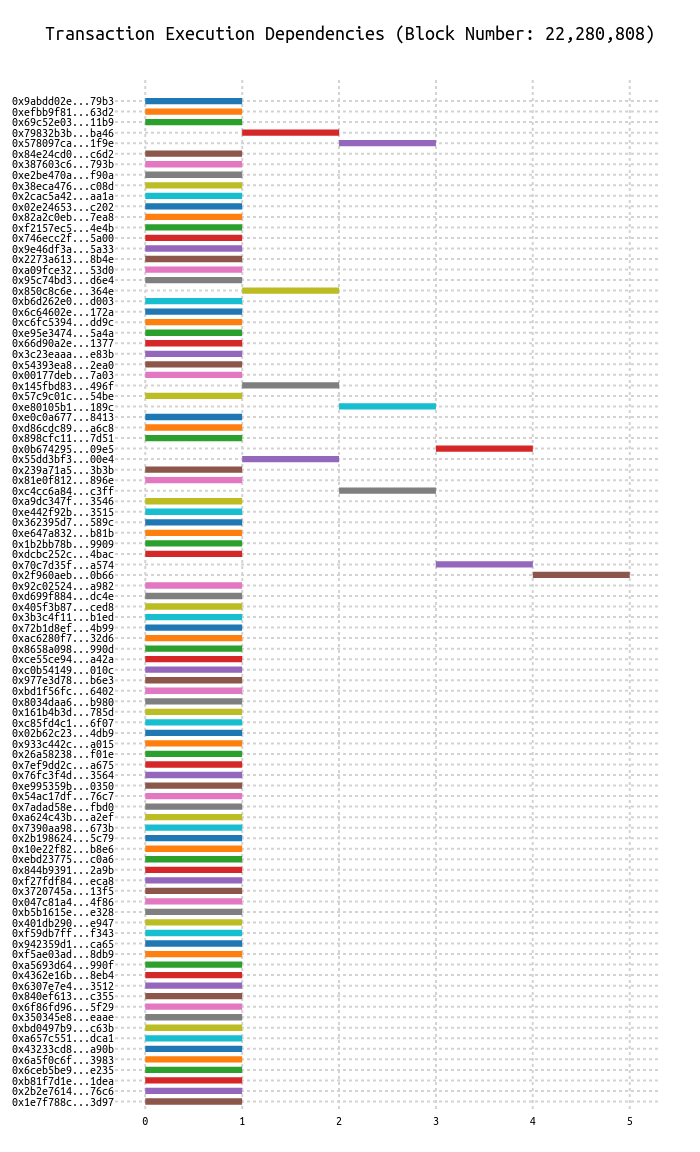 Transaction Execution Dependencies (Block Number: 22,280,808)
0x9abdd02e...79b3
0xefbb9f81...63d2
0x69c52e03...11b9
0x79832b3b...ba46
0x578097ca...1f9e
0x84e24cd0...c6d2
0x387603c6...793b
0xe2be470a...f90a
0x38eca476...c08d
0x2cac5a42...aa1a
0x02e24653...c202
0x82a2c0eb...7ea8
0xf2157ec5...4e4b
0x746ecc2f...5a00
0x9e46df3a...5a33
0x2273a613...8b4e
0xa09fce32...53d0
0x95c74bd3...d6e4
0x850c8c6e...364e
0xb6d262e0...d003
0x6c64602e...172a
0xc6fc5394...dd9c
0xe95e3474...5a4a
0x66d90a2e...1377
0x3c23eaaa...e83b
0x54393ea8...2ea0
0x00177deb...7a03
0x145fbd83...496f
0x57c9c01c...54be
0xe80105b1...189c
0xe0c0a677...8413
0xd86cdc89...a6c8
0x898cfc11...7d51
0x0b674295...09e5
0x55dd3bf3...00e4
0x239a71a5...3b3b
0x81e0f812...896e
0xc4cc6a84...c3ff
0xa9dc347f...3546
0xe442f92b...3515
0x362395d7...589c
0xe647a832...b81b
0x1b2bb78b...9909
0xdcbc252c...4bac
0x70c7d35f...a574
0x2f960aeb...0b66
0x92c02524...a982
0xd699f884...dc4e
0x405f3b87...ced8
0x3b3c4f11...b1ed
0x72b1d8ef...4b99
0xac6280f7...32d6
0x8658a098...990d
0xce55ce94...a42a
0xc0b54149...010c
0x977e3d78...b6e3
0xbd1f56fc...6402
0x8034daa6...b980
0x161b4b3d...785d
0xc85fd4c1...6f07
0x02b62c23...4db9
0x933c442c...a015
0x26a58238...f01e
0x7ef9dd2c...a675
0x76fc3f4d...3564
0xe995359b...0350
0x54ac17df...76c7
0x7adad58e...fbd0
0xa624c43b...a2ef
0x7390aa98...673b
0x2b198624...5c79
0x10e22f82...b8e6
0xebd23775...c0a6
0x844b9391...2a9b
0xf27fdf84...eca8
0x3720745a...13f5
0x047c81a4...4f86
0xb5b1615e...e328
0x401db290...e947
0xf59db7ff...f343
0x942359d1...ca65
0xf5ae03ad...8db9
0xa5693d64...990f
0x4362e16b...8eb4
0x6307e7e4...3512
0x840ef613...c355
0x6f86fd96...5f29
0x350345e8...eaae
0xbd0497b9...c63b
0xa657c551...dca1
0x43233cd8...a90b
0x6a5f0c6f...3983
0x6ceb5be9...e235
0xb81f7d1e...1dea
0x2b2e7614...76c6
0x1e7f788c...3d97
0 1 2 3 4 5